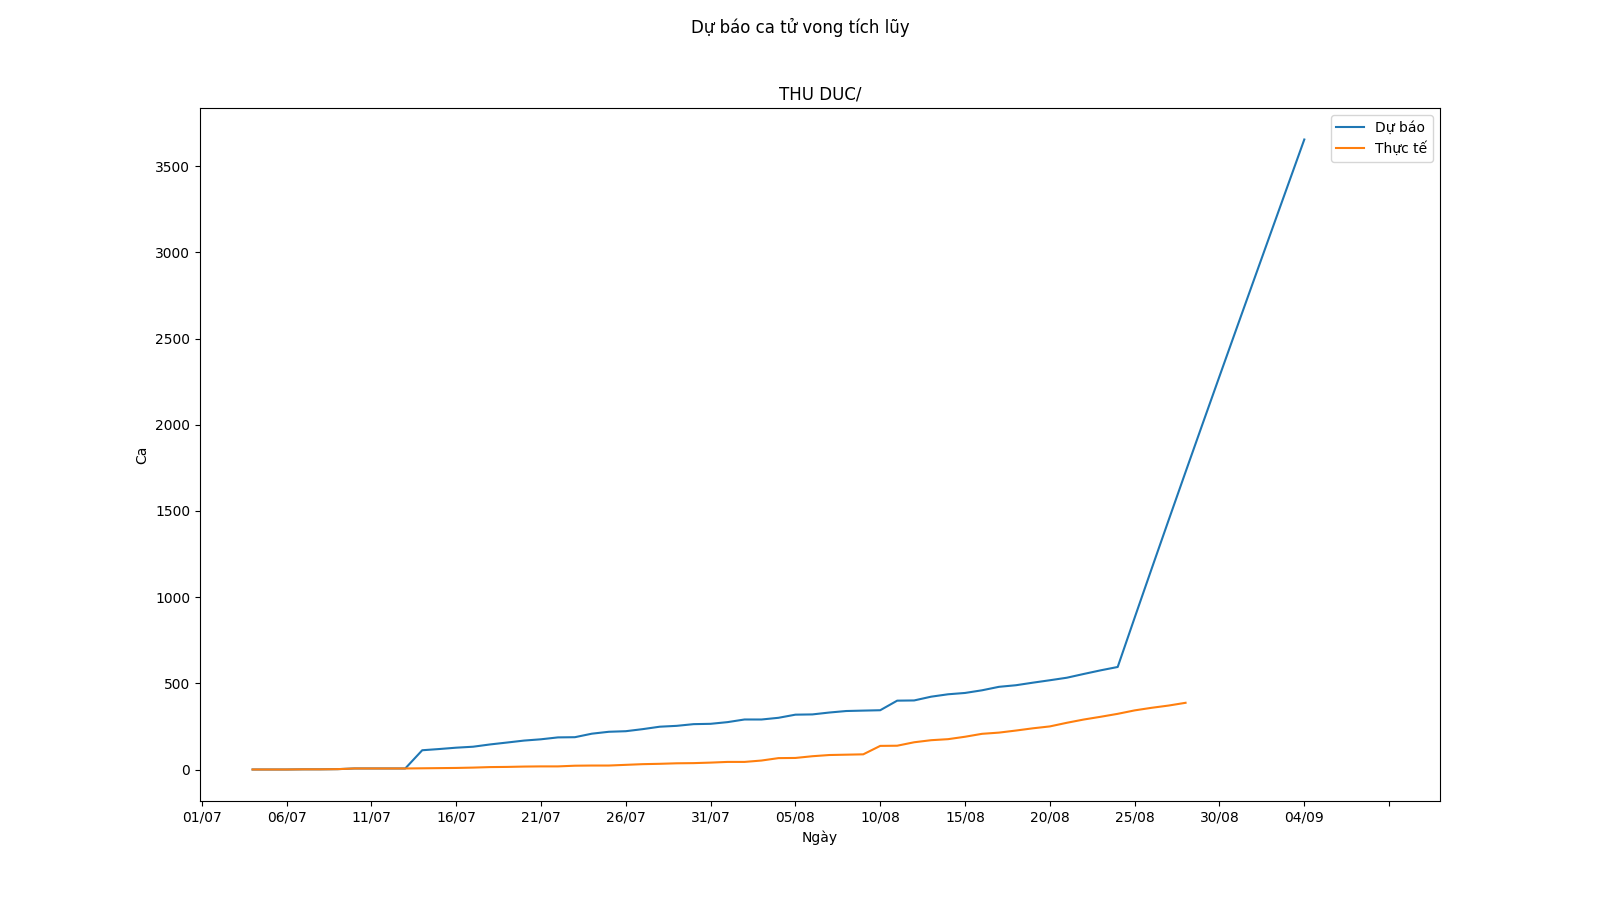 Dự báo ca tử vong tích lũy
THU DUC/
Dự báo
Thực tế
3500
3000
2500
2000
1500
1000
500
0
Ca
01/07 06/07 11/07 16/07 21/07 26/07 31/07 05/08 10/08 15/08 20/08 25/08 30/08 04/09
Ngày